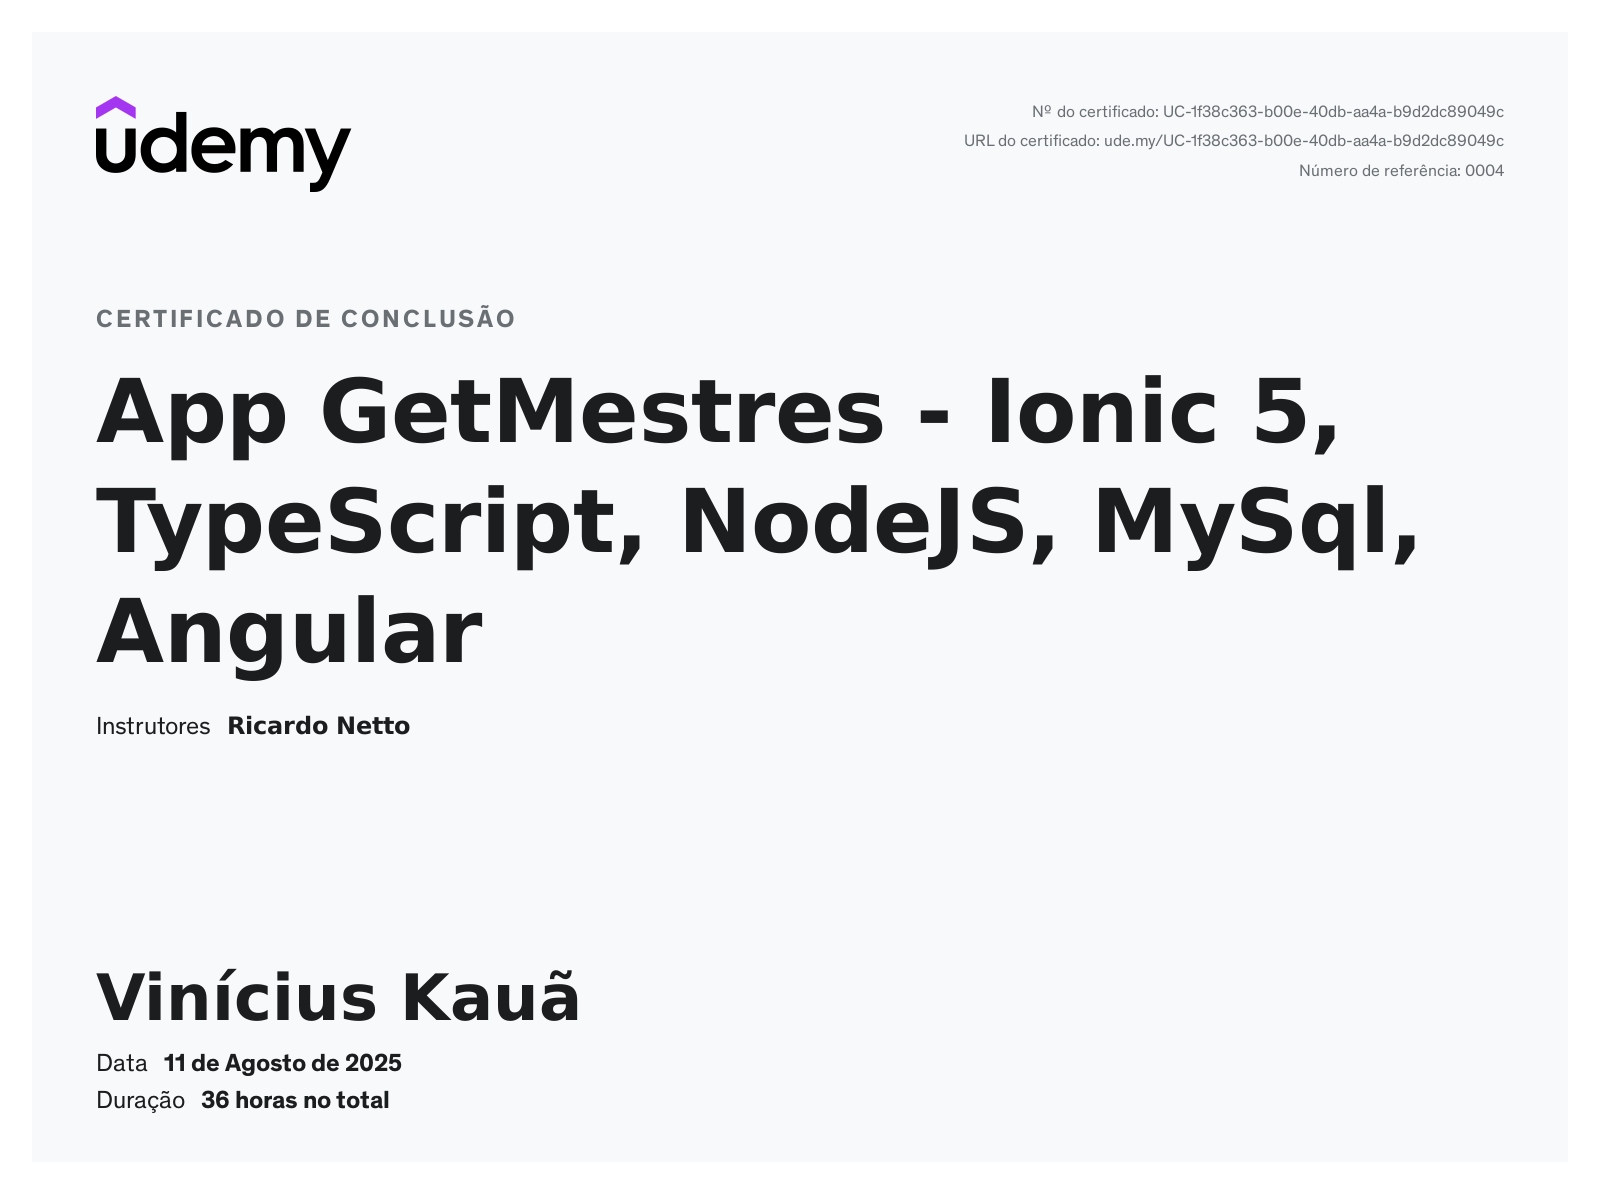 udemy
Nº do certificado: UC-1f38c363-b00e-40db-aa4a-b9d2dc89049c
URL do certificado: ude.my/UC-1f38c363-b00e-40db-aa4a-b9d2dc89049c
Número de referência: 0004
CERTIFICADO DE CONCLUSÃO
App GetMestres - Ionic 5,
TypeScript, NodeJS, MySql,
Angular
Instrutores Ricardo Netto
Vinícius Kauã
Data 11 de Agosto de 2025
Duração 36 horas no total